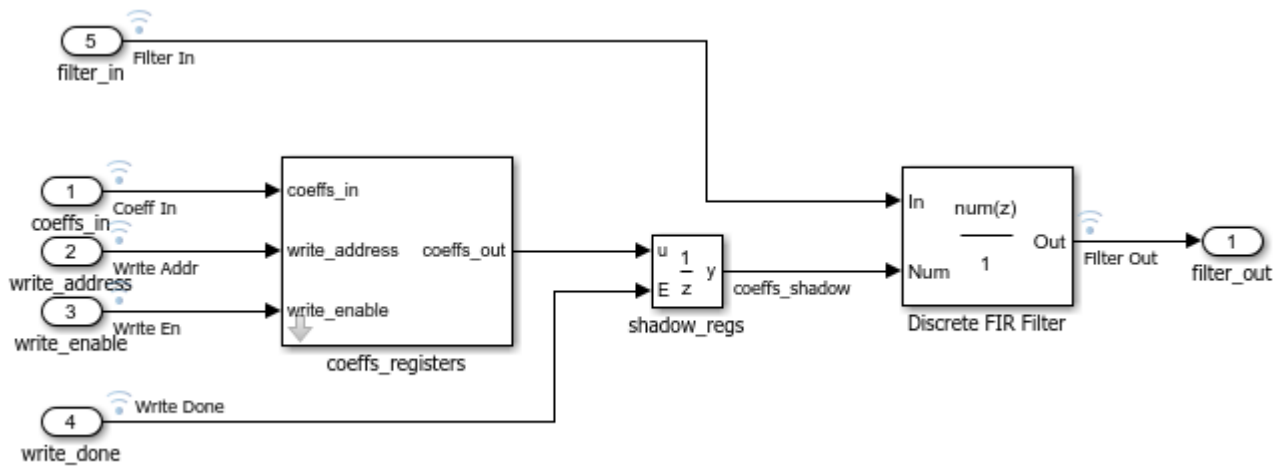 5
Filter In
filter_in
1
Coeff In
coeffs_in
2
Write Addr
write_address
3
Write En
write_enable
coeffs_in
write_address
coeffs_out
write_enable
coeffs_registers
4
Write Done
write_done
u
E
1
z
y
shadow_regs
coeffs_shadow
In
Num
num(z)
1
Out
Discrete FIR Filter
Filter Out
1
filter_out